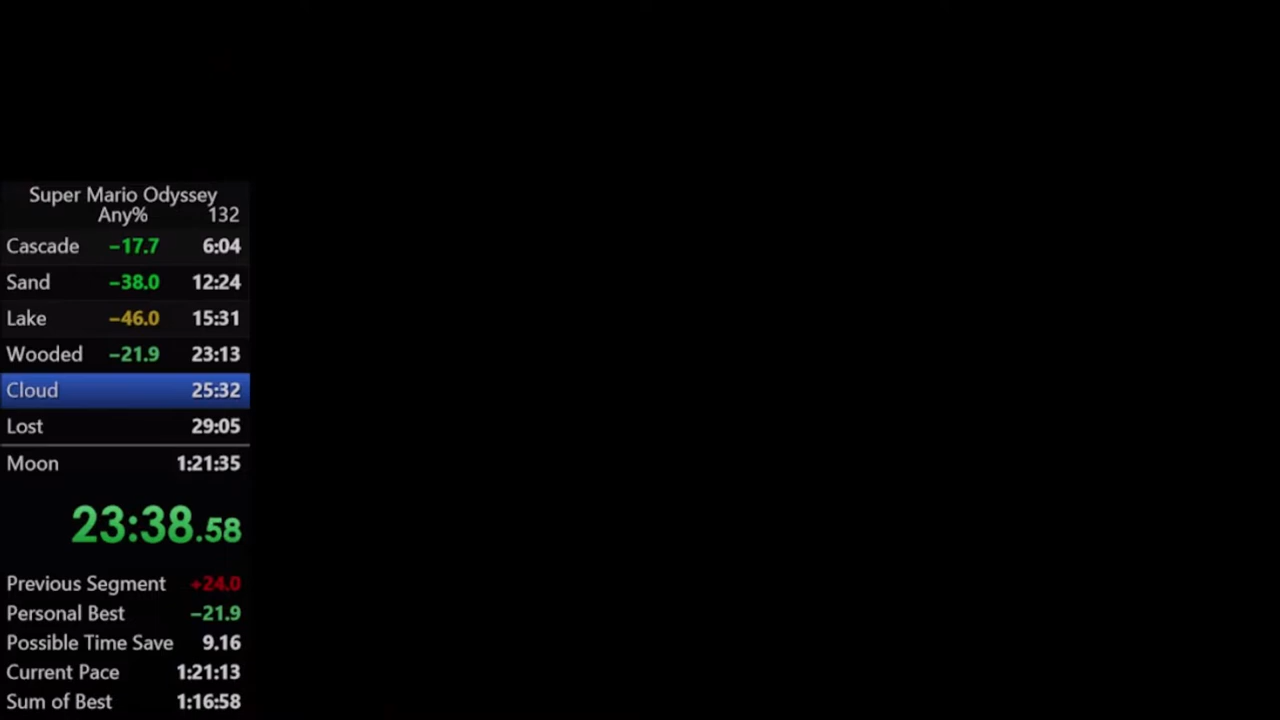 Super Mario Odyssey
Any% 132
Cascade −17.7 6:04
Sand −38.0 12:24
Lake −46.0 15:31
Wooded −21.9 23:13
Cloud 25:32
Lost 29:05
Moon 1:21:35
23:38.58
Previous Segment +24.0
Personal Best −21.9
Possible Time Save 9.16
Current Pace 1:21:13
Sum of Best 1:16:58